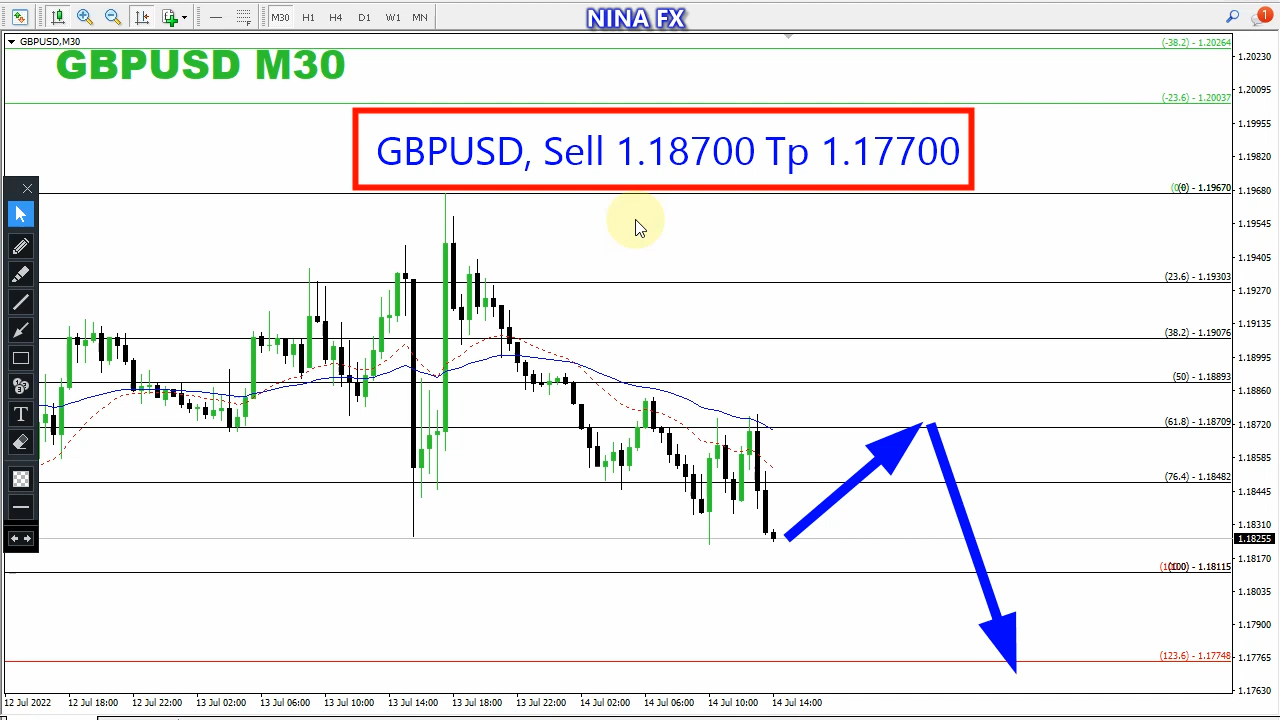 M30 H1 H4 D1 W1 MN
NINA FX
1
GBPUSD,M30
GBPUSD M30
GBPUSD, Sell 1.18700 Tp 1.17700
(-38.2) - 1.20264
(-23.6) - 1.20037
(0) - 1.19670
(23.6) - 1.19303
(38.2) - 1.19076
(50) - 1.18893
(61.8) - 1.18709
(76.4) - 1.18482
(100) - 1.18115
(123.6) - 1.17748
1.20230
1.20095
1.19955
1.19820
1.19680
1.19545
1.19405
1.19270
1.19135
1.18995
1.18860
1.18720
1.18585
1.18445
1.18310
1.18255
1.18170
1.18035
1.17900
1.17765
1.17630
T
12 Jul 2022
12 Jul 18:00
12 Jul 22:00
13 Jul 02:00
13 Jul 06:00
13 Jul 10:00
13 Jul 14:00
13 Jul 18:00
13 Jul 22:00
14 Jul 02:00
14 Jul 06:00
14 Jul 10:00
14 Jul 14:00